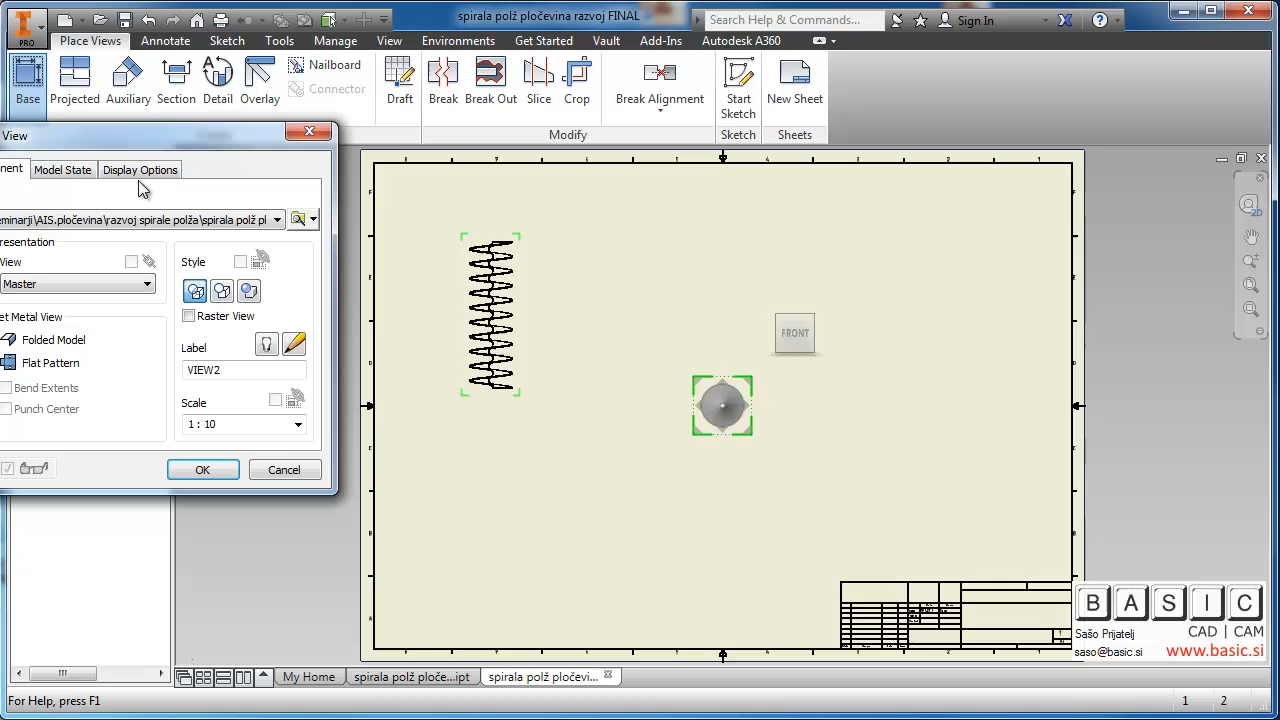 spirala polž pločevina razvoj FINAL
Search Help & Commands...
Sign In
PRO
Place Views
Annotate
Sketch
Tools
Manage
View
Environments
Get Started
Vault
Add-Ins
Autodesk A360
Base
Projected
Auxiliary
Section
Detail
Overlay
Nailboard
Connector
Draft
Break
Break Out
Slice
Crop
Break Alignment
Start Sketch
New Sheet
Modify
Sketch
Sheets
View
nent
Model State
Display Options
eminarji\AIS.pločevina\razvoj spirale polža\spirala polž pl
resentation
View
Master
Style
Raster View
et Metal View
Folded Model
Flat Pattern
Bend Extents
Punch Center
Label
VIEW2
Scale
1 : 10
OK
Cancel
FRONT
2D
BASIC
Sašo Prijatelj
CAD | CAM
saso@basic.si
www.basic.si
My Home
spirala polž ploče...ipt
spirala polž pločevi...
For Help, press F1
1
2